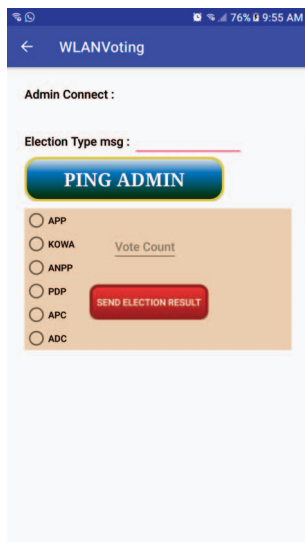 76% 9:55 AM
WLANVoting
Admin Connect :
Election Type msg :
PING ADMIN
APP
KOWA
Vote Count
ANPP
PDP
SEND ELECTION RESULT
APC
ADC